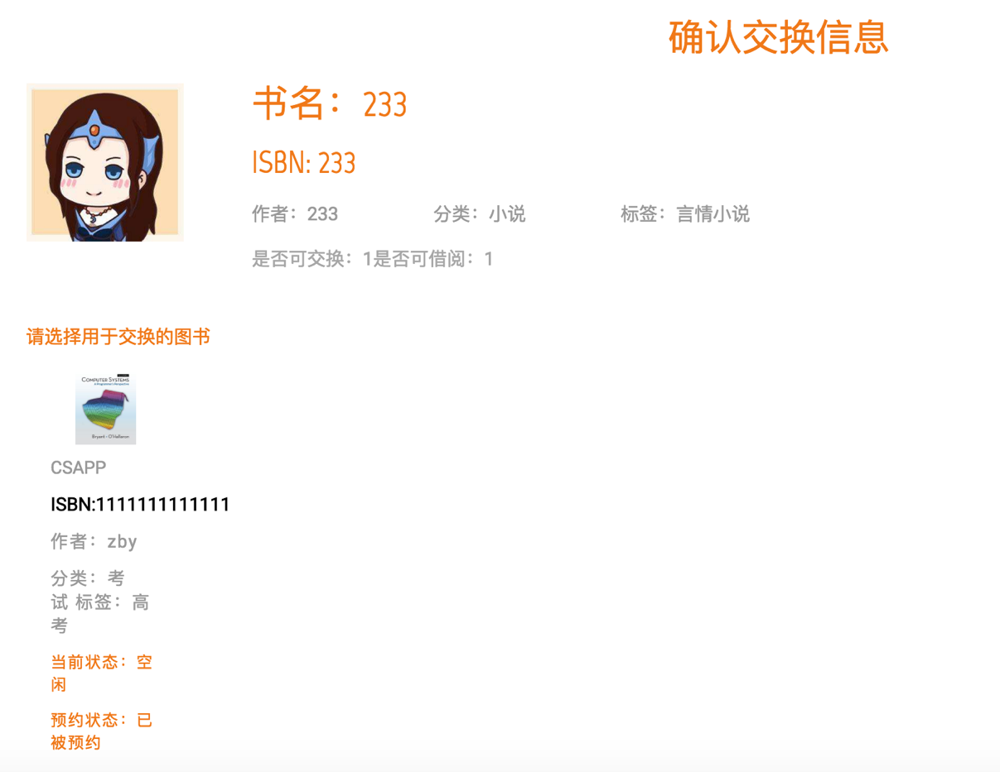 确认交换信息
书名：233
ISBN: 233
作者：233 分类：小说 标签：言情小说
是否可交换：1是否可借阅：1
请选择用于交换的图书
COMPUTER SYSTEMS
A Programmer's Perspective
Bryant • O'Hallaron
CSAPP
ISBN:1111111111111
作者：zby
分类：考
试 标签：高
考
当前状态：空
闲
预约状态：已
被预约